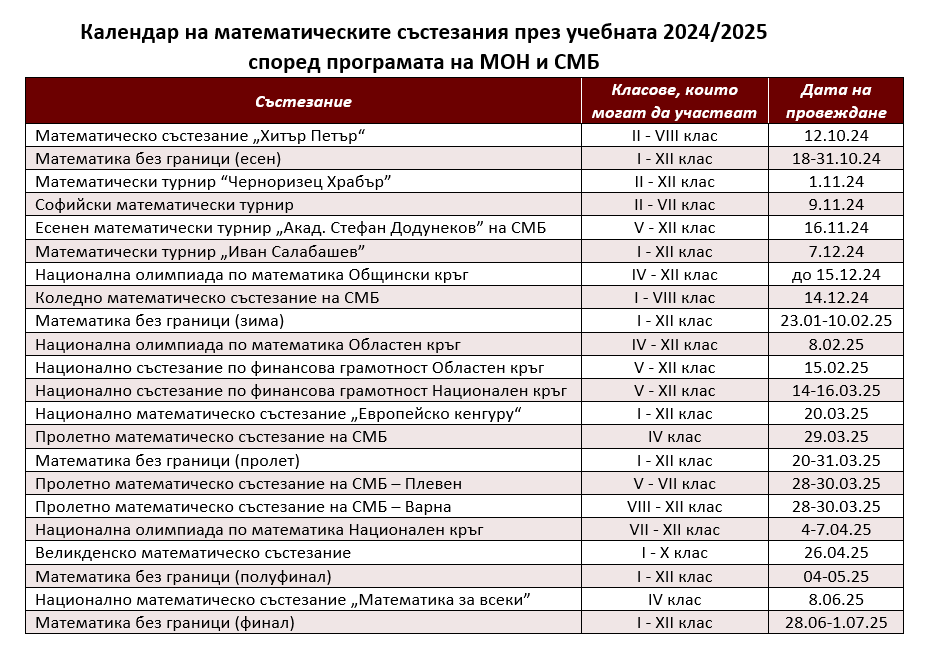 Календар на математическите състезания през учебната 2024/2025
според програмата на МОН и СМБ
Състезание Класове, които могат да участват Дата на провеждане
Математическо състезание „Хитър Петър“ II - VIII клас 12.10.24
Математика без граници (есен) I - XII клас 18-31.10.24
Математически турнир “Черноризец Храбър” II - XII клас 1.11.24
Софийски математически турнир II - VII клас 9.11.24
Есенен математически турнир „Акад. Стефан Додунеков” на СМБ V - XII клас 16.11.24
Математически турнир „Иван Салабашев” I - XII клас 7.12.24
Национална олимпиада по математика Общински кръг IV - XII клас до 15.12.24
Коледно математическо състезание на СМБ I - VIII клас 14.12.24
Математика без граници (зима) I - XII клас 23.01-10.02.25
Национална олимпиада по математика Областен кръг IV - XII клас 8.02.25
Национално състезание по финансова грамотност Областен кръг V - XII клас 15.02.25
Национално състезание по финансова грамотност Национален кръг V - XII клас 14-16.03.25
Национално математическо състезание „Европейско кенгуру“ I - XII клас 20.03.25
Пролетно математическо състезание на СМБ IV клас 29.03.25
Математика без граници (пролет) I - XII клас 20-31.03.25
Пролетно математическо състезание на СМБ – Плевен V - VII клас 28-30.03.25
Пролетно математическо състезание на СМБ – Варна VIII - XII клас 28-30.03.25
Национална олимпиада по математика Национален кръг VII - XII клас 4-7.04.25
Великденско математическо състезание I - X клас 26.04.25
Математика без граници (полуфинал) I - XII клас 04-05.25
Национално математическо състезание „Математика за всеки” IV клас 8.06.25
Математика без граници (финал) I - XII клас 28.06-1.07.25